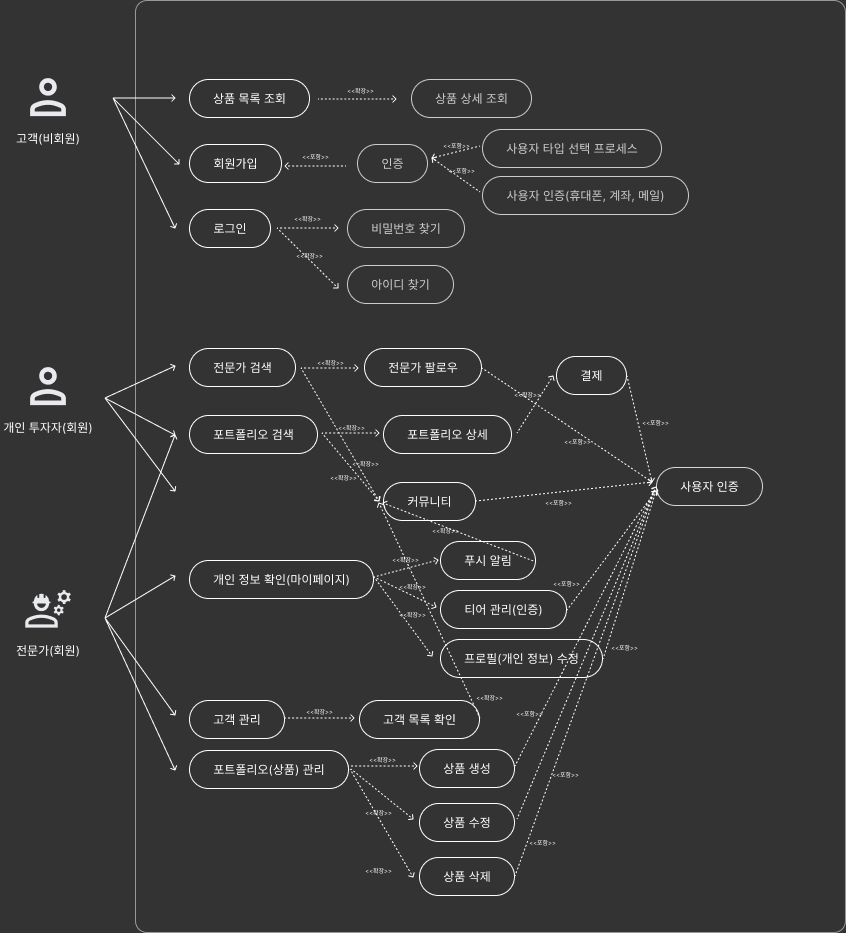 상품 목록 조회
<<확장>>
상품 상세 조회
고객(비회원)
회원가입
<<포함>>
인증
<<포함>>
사용자 타입 선택 프로세스
<<포함>>
사용자 인증(휴대폰, 계좌, 메일)
로그인
<<확장>>
비밀번호 찾기
<<확장>>
아이디 찾기
전문가 검색
<<확장>>
전문가 팔로우
결제
개인 투자자(회원)
<<확장>>
<<포함>>
포트폴리오 검색
<<확장>>
포트폴리오 상세
<<포함>>
<<확장>>
<<확장>>
사용자 인증
커뮤니티
<<포함>>
<<확장>>
푸시 알림
<<확장>>
개인 정보 확인(마이페이지)
<<확장>>
<<포함>>
티어 관리(인증)
<<확장>>
전문가(회원)
프로필(개인 정보) 수정
<<포함>>
<<확장>>
고객 관리
<<확장>>
고객 목록 확인
<<포함>>
포트폴리오(상품) 관리
<<확장>>
상품 생성
<<포함>>
<<확장>>
상품 수정
<<포함>>
<<확장>>
상품 삭제